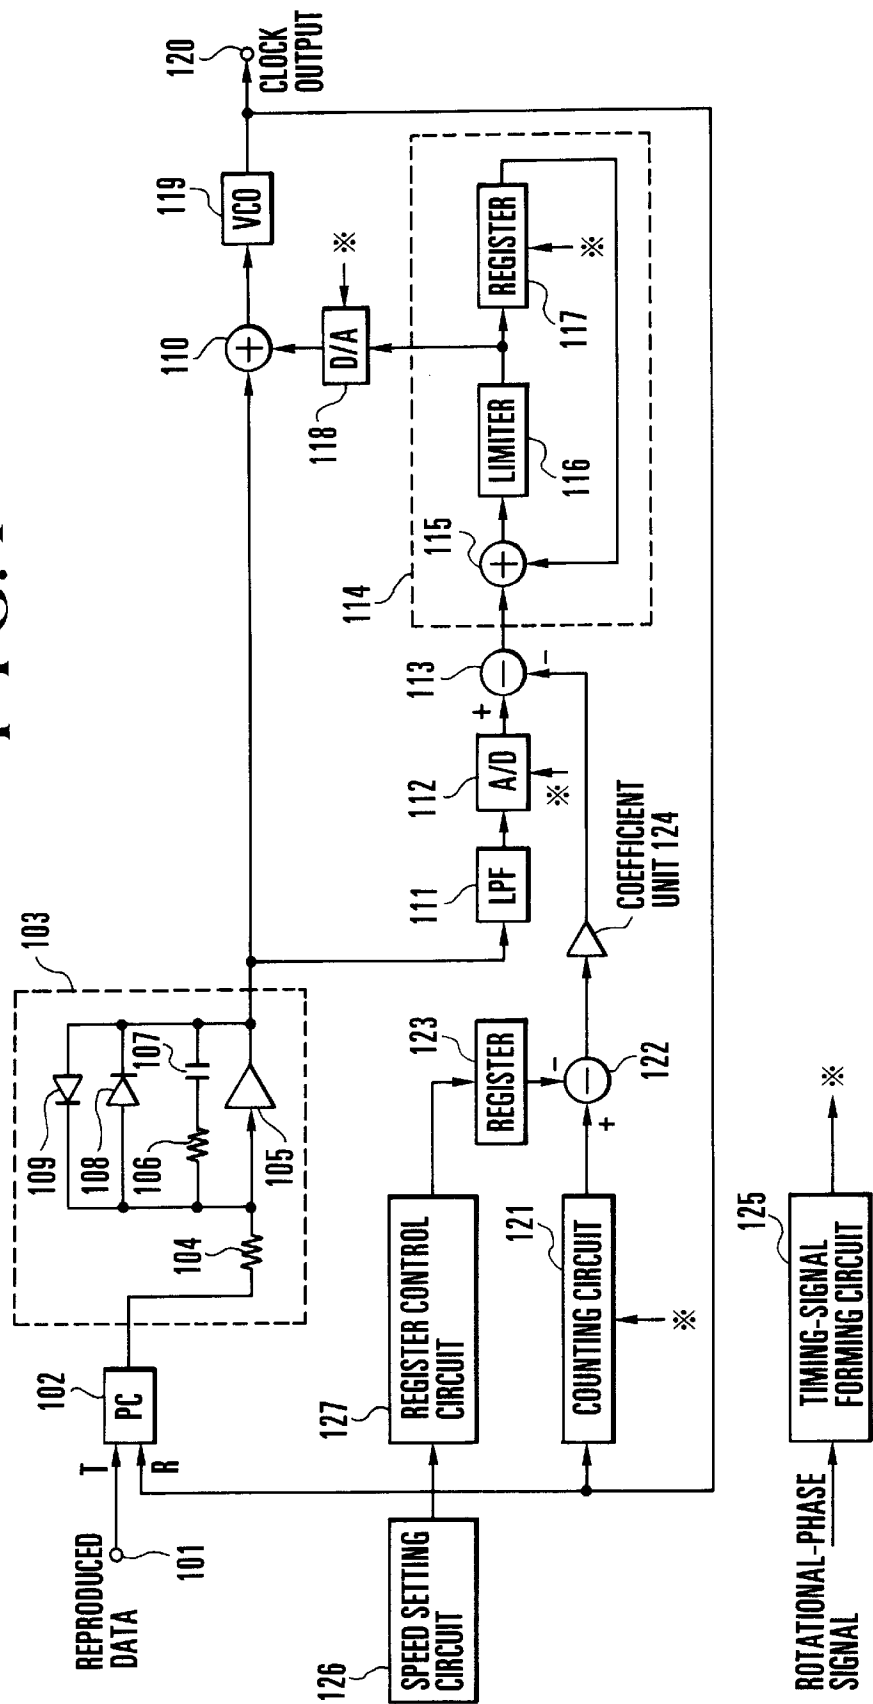 103
109
108
106
107
104
105
102
PC
T
R
REPRODUCED
DATA
101
120
CLOCK
OUTPUT
119
VCO
110
※
D/A
118
REGISTER
117
※
LIMITER
116
115
114
113
+
-
112
A/D
※
111
LPF
COEFFICIENT
UNIT 124
123
REGISTER
-
122
+
127
REGISTER CONTROL
CIRCUIT
121
COUNTING CIRCUIT
※
126
SPEED SETTING
CIRCUIT
125
TIMING-SIGNAL
FORMING CIRCUIT
※
ROTATIONAL-PHASE
SIGNAL